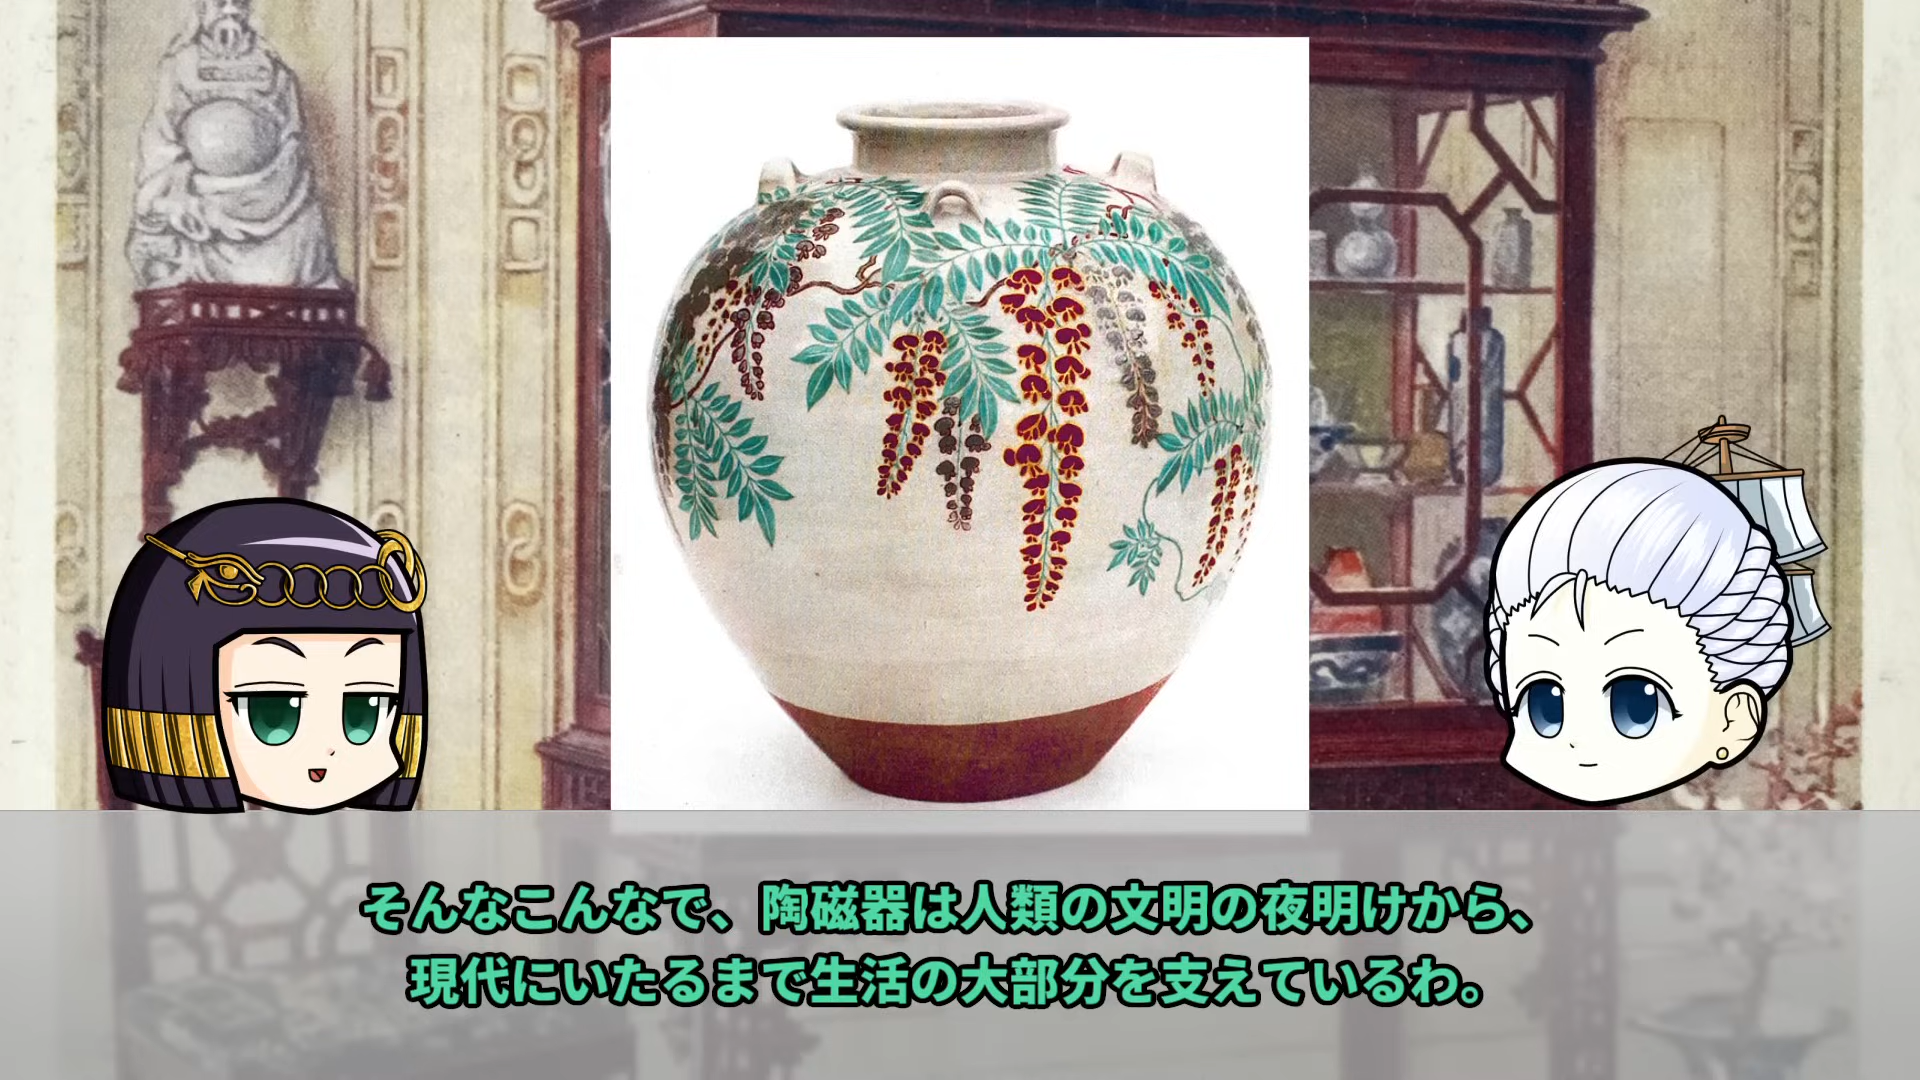 そんなこんなで、陶磁器は人類の文明の夜明けから、
現代にいたるまで生活の大部分を支えているわ。